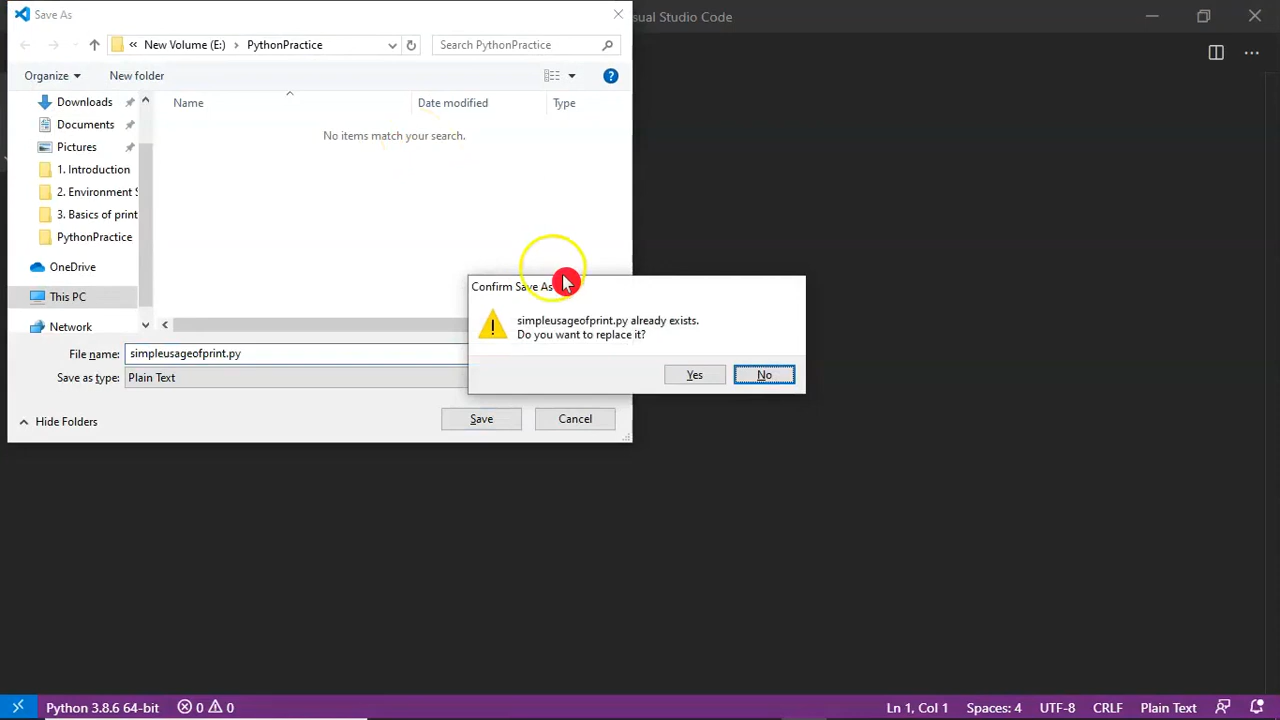 Save As
sual Studio Code
« New Volume (E:) > PythonPractice
Search PythonPractice
Organize
New folder
Downloads
Documents
Pictures
1. Introduction
2. Environment S
3. Basics of print
PythonPractice
OneDrive
This PC
Network
Name
Date modified
Type
No items match your search.
Confirm Save As
simpleusageofprint.py already exists.
Do you want to replace it?
Yes
No
File name:
simpleusageofprint.py
Save as type:
Plain Text
Hide Folders
Save
Cancel
Python 3.8.6 64-bit
0
0
Ln 1, Col 1
Spaces: 4
UTF-8
CRLF
Plain Text